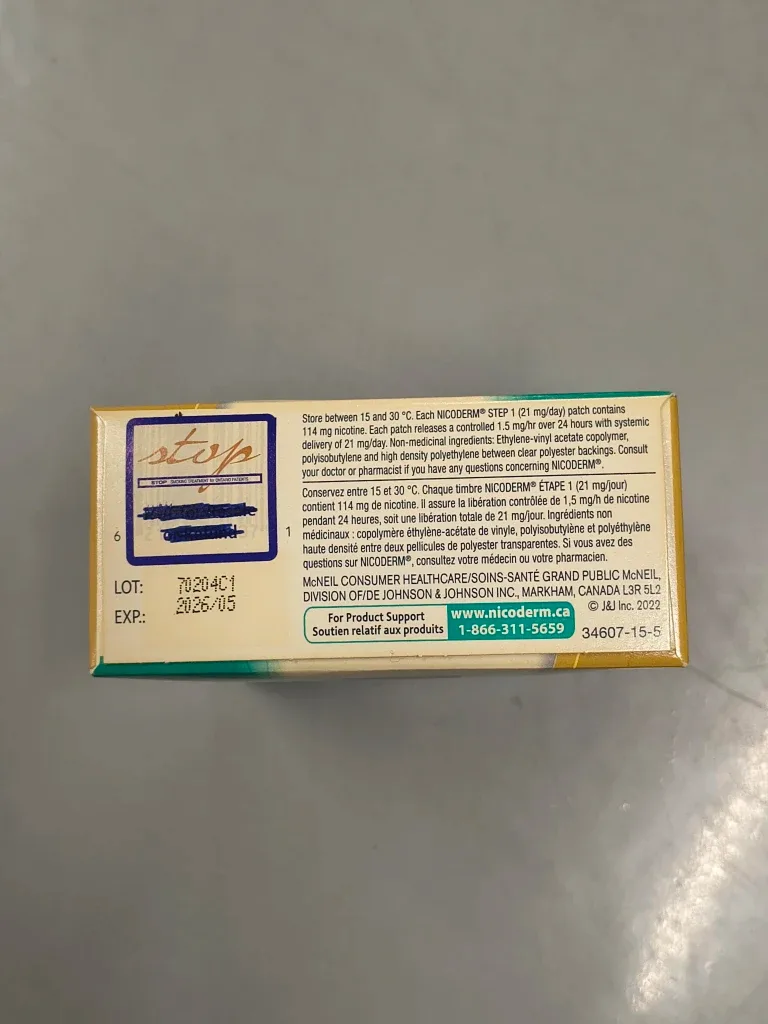 stop
STOP SMOKING TREATMENT for ONTARIO PATIENTS
6
1
LOT: 70204C1
EXP.: 2026/05
Store between 15 and 30 °C. Each NICODERM® STEP 1 (21 mg/day) patch contains
114 mg nicotine. Each patch releases a controlled 1.5 mg/hr over 24 hours with systemic
delivery of 21 mg/day. Non-medicinal ingredients: Ethylene-vinyl acetate copolymer,
polyisobutylene and high density polyethylene between clear polyester backings. Consult
your doctor or pharmacist if you have any questions concerning NICODERM®.
Conservez entre 15 et 30 °C. Chaque timbre NICODERM® ÉTAPE 1 (21 mg/jour)
contient 114 mg de nicotine. Il assure la libération contrôlée de 1,5 mg/h de nicotine
pendant 24 heures, soit une libération totale de 21 mg/jour. Ingrédients non
médicinaux : copolymère éthylène-acétate de vinyle, polyisobutylène et polyéthylène
haute densité entre deux pellicules de polyester transparentes. Si vous avez des
questions sur NICODERM®, consultez votre médecin ou votre pharmacien.
McNEIL CONSUMER HEALTHCARE/SOINS-SANTÉ GRAND PUBLIC McNEIL,
DIVISION OF/DE JOHNSON & JOHNSON INC., MARKHAM, CANADA L3R 5L2
© J&J Inc. 2022
For Product Support
Soutien relatif aux produits
www.nicoderm.ca
1-866-311-5659
34607-15-5